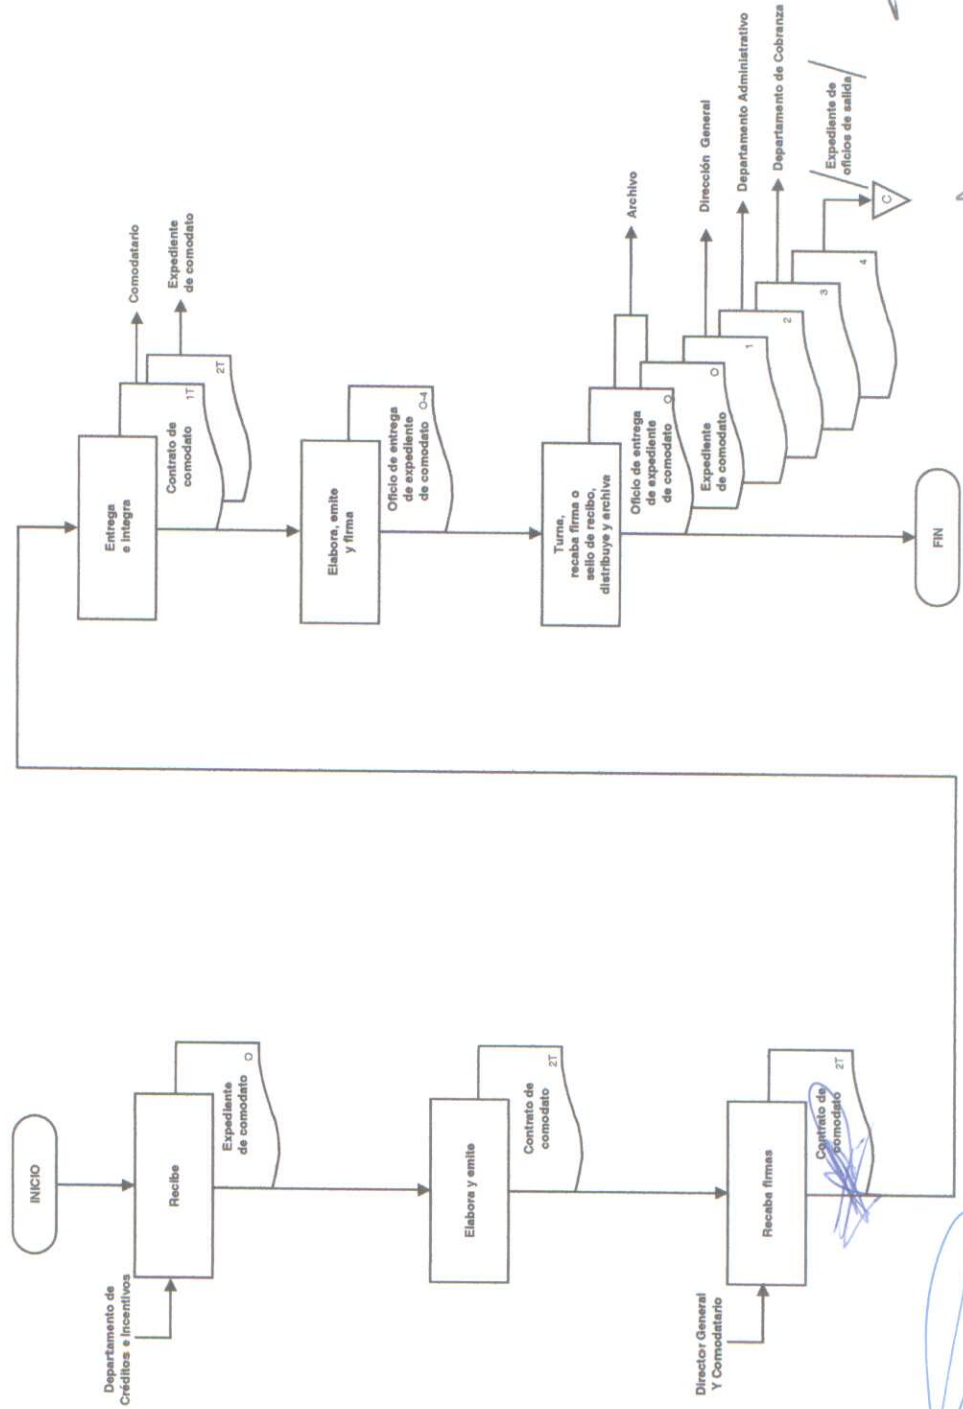 INICIO
Departamento de
Créditos e Incentivos
Recibe
Expediente
de comodato
O
Elabora y emite
Contrato de
comodato
2T
Director General
Y Comodatario
Recaba firmas
Contrato de
comodato
2T
Entrega
e integra
Contrato de
comodato
1T
2T
Comodatario
Expediente
de comodato
Elabora, emite
y firma
Oficio de entrega
de expediente
de comodato
O-4
Turna,
recaba firma o
sello de recibo,
distribuye y archiva
Oficio de entrega
de expediente
de comodato
O
Expediente
de comodato
O
1
2
3
4
Archivo
Dirección General
Departamento Administrativo
Departamento de Cobranza
Expediente de
oficios de salida
C
FIN